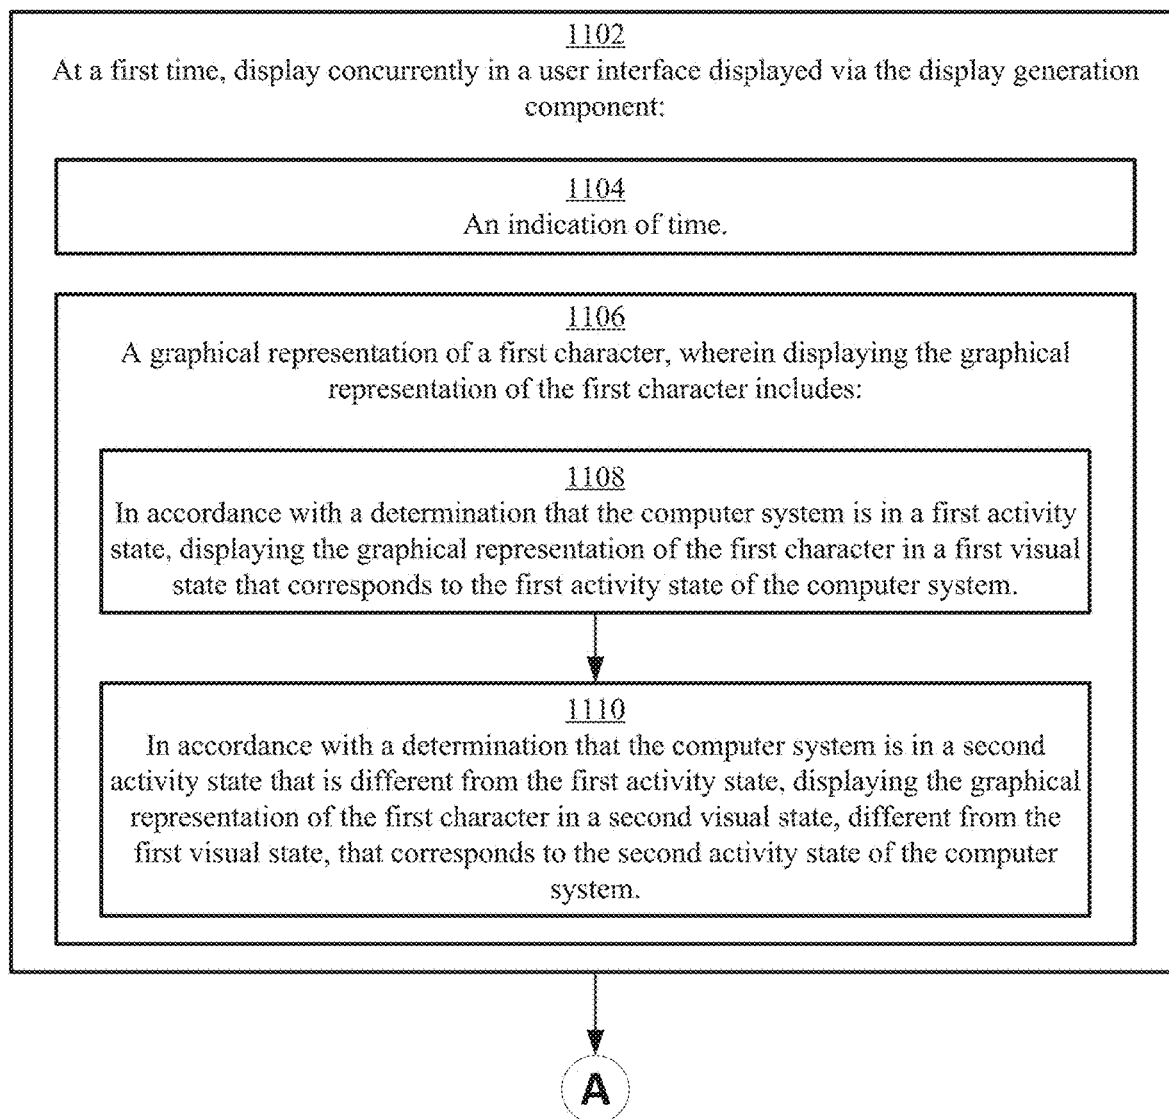 1102
At a first time, display concurrently in a user interface displayed via the display generation
component:
1104
An indication of time.
1106
A graphical representation of a first character, wherein displaying the graphical
representation of the first character includes:
1108
In accordance with a determination that the computer system is in a first activity
state, displaying the graphical representation of the first character in a first visual
state that corresponds to the first activity state of the computer system.
1110
In accordance with a determination that the computer system is in a second
activity state that is different from the first activity state, displaying the graphical
representation of the first character in a second visual state, different from the
first visual state, that corresponds to the second activity state of the computer
system.
A